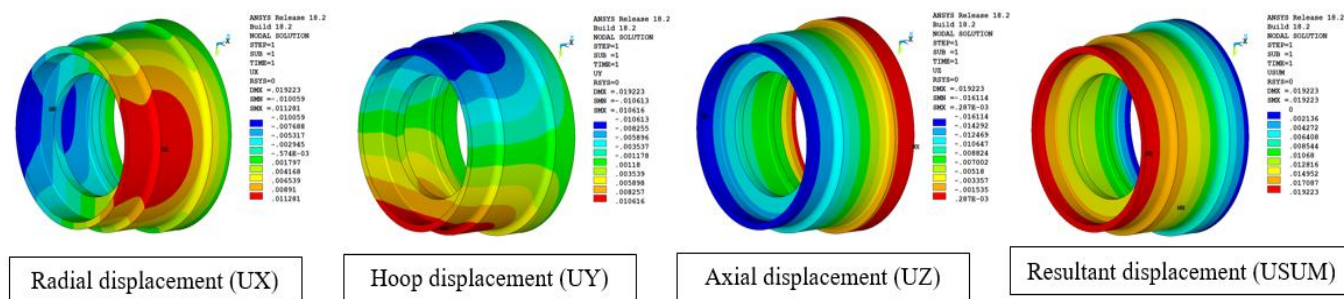 ANSYS Release 18.2
Build 18.2
NODAL SOLUTION
STEP=1
SUB =1
TIME=1
UX
RSYS=0
DMX =.019223
SMN =-.010059
SMX =.011281
-.010059
-.007688
-.005317
-.002945
-.574E-03
.001797
.004168
.006539
.00891
.011281
Radial displacement (UX)
ANSYS Release 18.2
Build 18.2
NODAL SOLUTION
STEP=1
SUB =1
TIME=1
UY
RSYS=0
DMX =.019223
SMN =-.010613
SMX =.010616
-.010613
-.008255
-.005896
-.003537
-.001178
.00118
.003539
.005898
.008257
.010616
Hoop displacement (UY)
ANSYS Release 18.2
Build 18.2
NODAL SOLUTION
STEP=1
SUB =1
TIME=1
UZ
RSYS=0
DMX =.019223
SMN =-.016114
SMX =.287E-03
-.016114
-.014292
-.012469
-.010647
-.008824
-.007002
-.00518
-.003357
-.001535
.287E-03
Axial displacement (UZ)
ANSYS Release 18.2
Build 18.2
NODAL SOLUTION
STEP=1
SUB =1
TIME=1
USUM
RSYS=0
DMX =.019223
SMX =.019223
0
.002136
.004272
.006408
.008544
.01068
.012816
.014952
.017087
.019223
Resultant displacement (USUM)